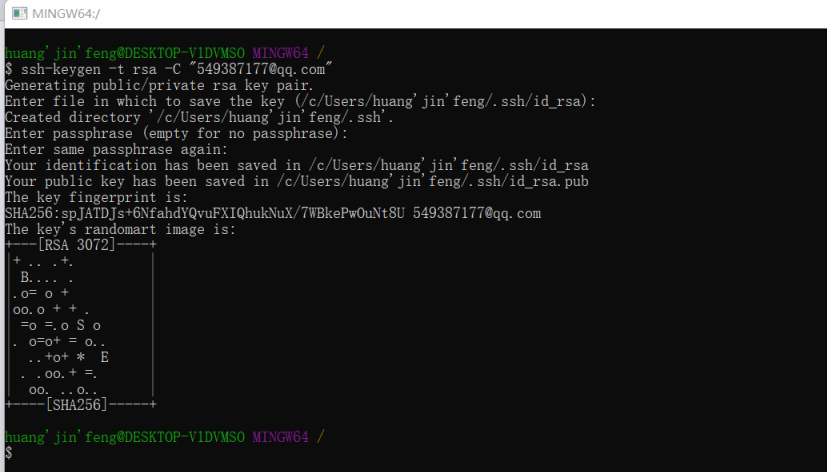 MINGW64:/
huang'jin'feng@DESKTOP-V1DVMSO MINGW64 /
$ ssh-keygen -t rsa -C "549387177@qq.com"
Generating public/private rsa key pair.
Enter file in which to save the key (/c/Users/huang'jin'feng/.ssh/id_rsa):
Created directory '/c/Users/huang'jin'feng/.ssh'.
Enter passphrase (empty for no passphrase):
Enter same passphrase again:
Your identification has been saved in /c/Users/huang'jin'feng/.ssh/id_rsa
Your public key has been saved in /c/Users/huang'jin'feng/.ssh/id_rsa.pub
The key fingerprint is:
SHA256:spJATDJs+6NfahdYQvuFXIQhukNuX/7WBkePwOuNt8U 549387177@qq.com
The key's randomart image is:
+---[RSA 3072]----+
|+ .. .+.         |
| B.... .         |
|.o= o +          |
|oo.o + + .       |
| =o =.o S o      |
|. o=o+ = o..     |
|  ..+o+ *  E     |
| . .oo.+ =.      |
|  oo. ..o..      |
+----[SHA256]-----+
huang'jin'feng@DESKTOP-V1DVMSO MINGW64 /
$